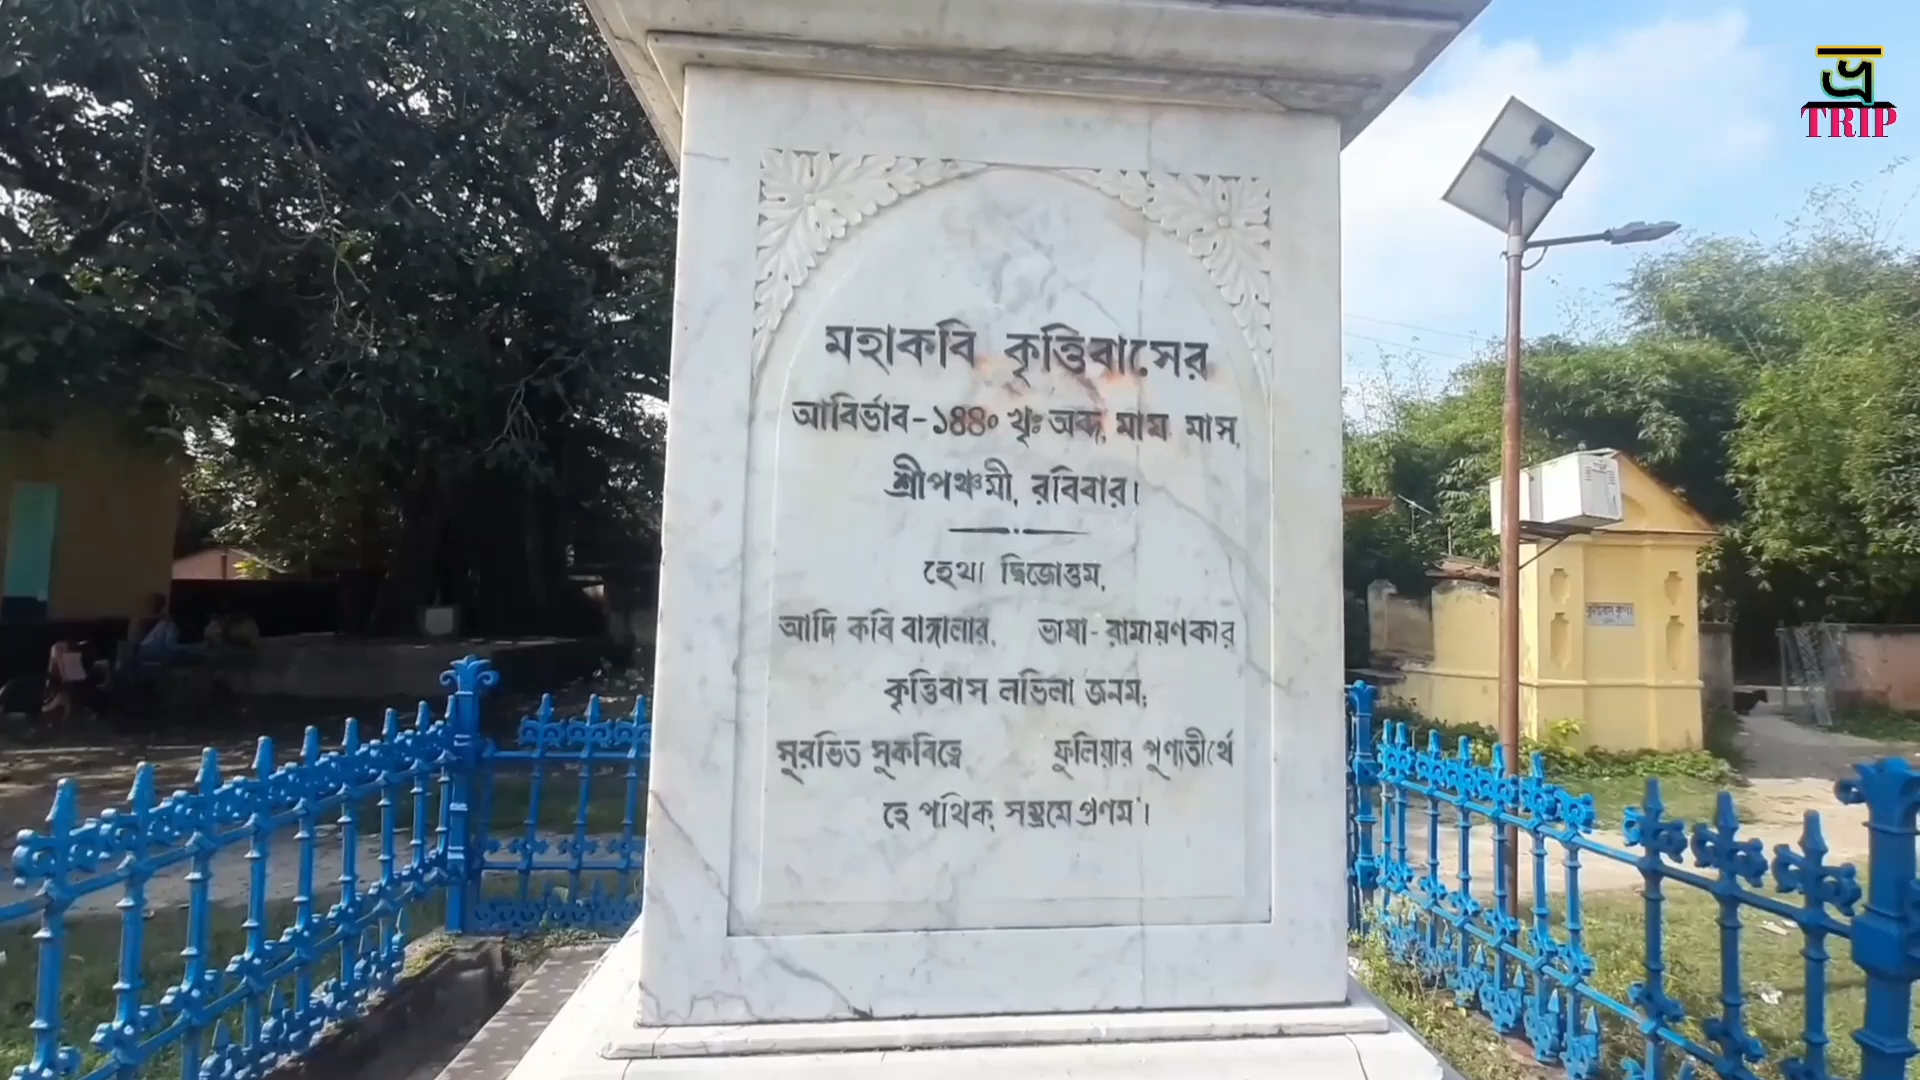 ভ্র
TRIP
মহাকবি কৃত্তিবাসের
আবির্ভাব-১৪৪০ খৃঃ অব্দ, মাঘ মাস,
শ্রীপঞ্চমী, রবিবার।
হেথা দ্বিজোত্তম,
আদি কবি বাঙ্গালার, ভাষা-রামায়ণকার
কৃত্তিবাস লভিলা জনম;
সুরভিত সুকবিত্বে ফুলিয়ার পুণ্যতীর্থে
হে পথিক, সম্ভ্রমে প্রণম।